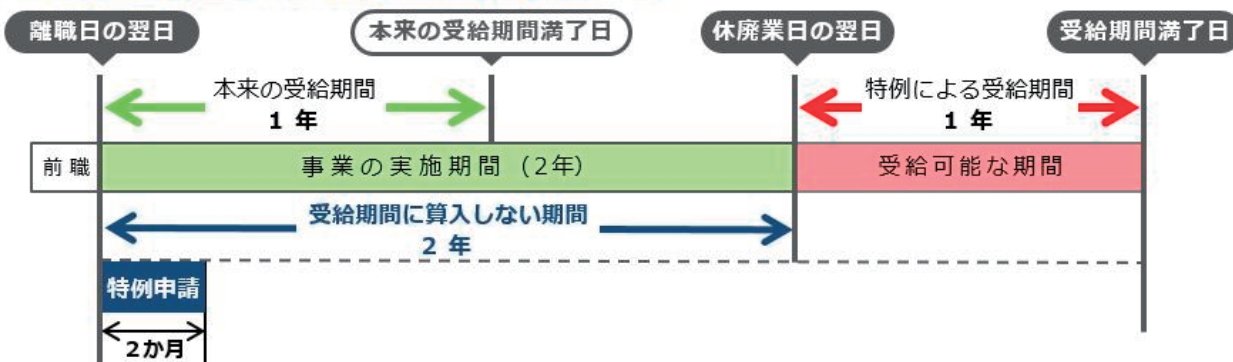 離職日の翌日
本来の受給期間満了日
休廃業日の翌日
受給期間満了日
本来の受給期間
1 年
特例による受給期間
1 年
前 職
事業の実施期間（2年）
受給可能な期間
受給期間に算入しない期間
2 年
特例申請
2か月